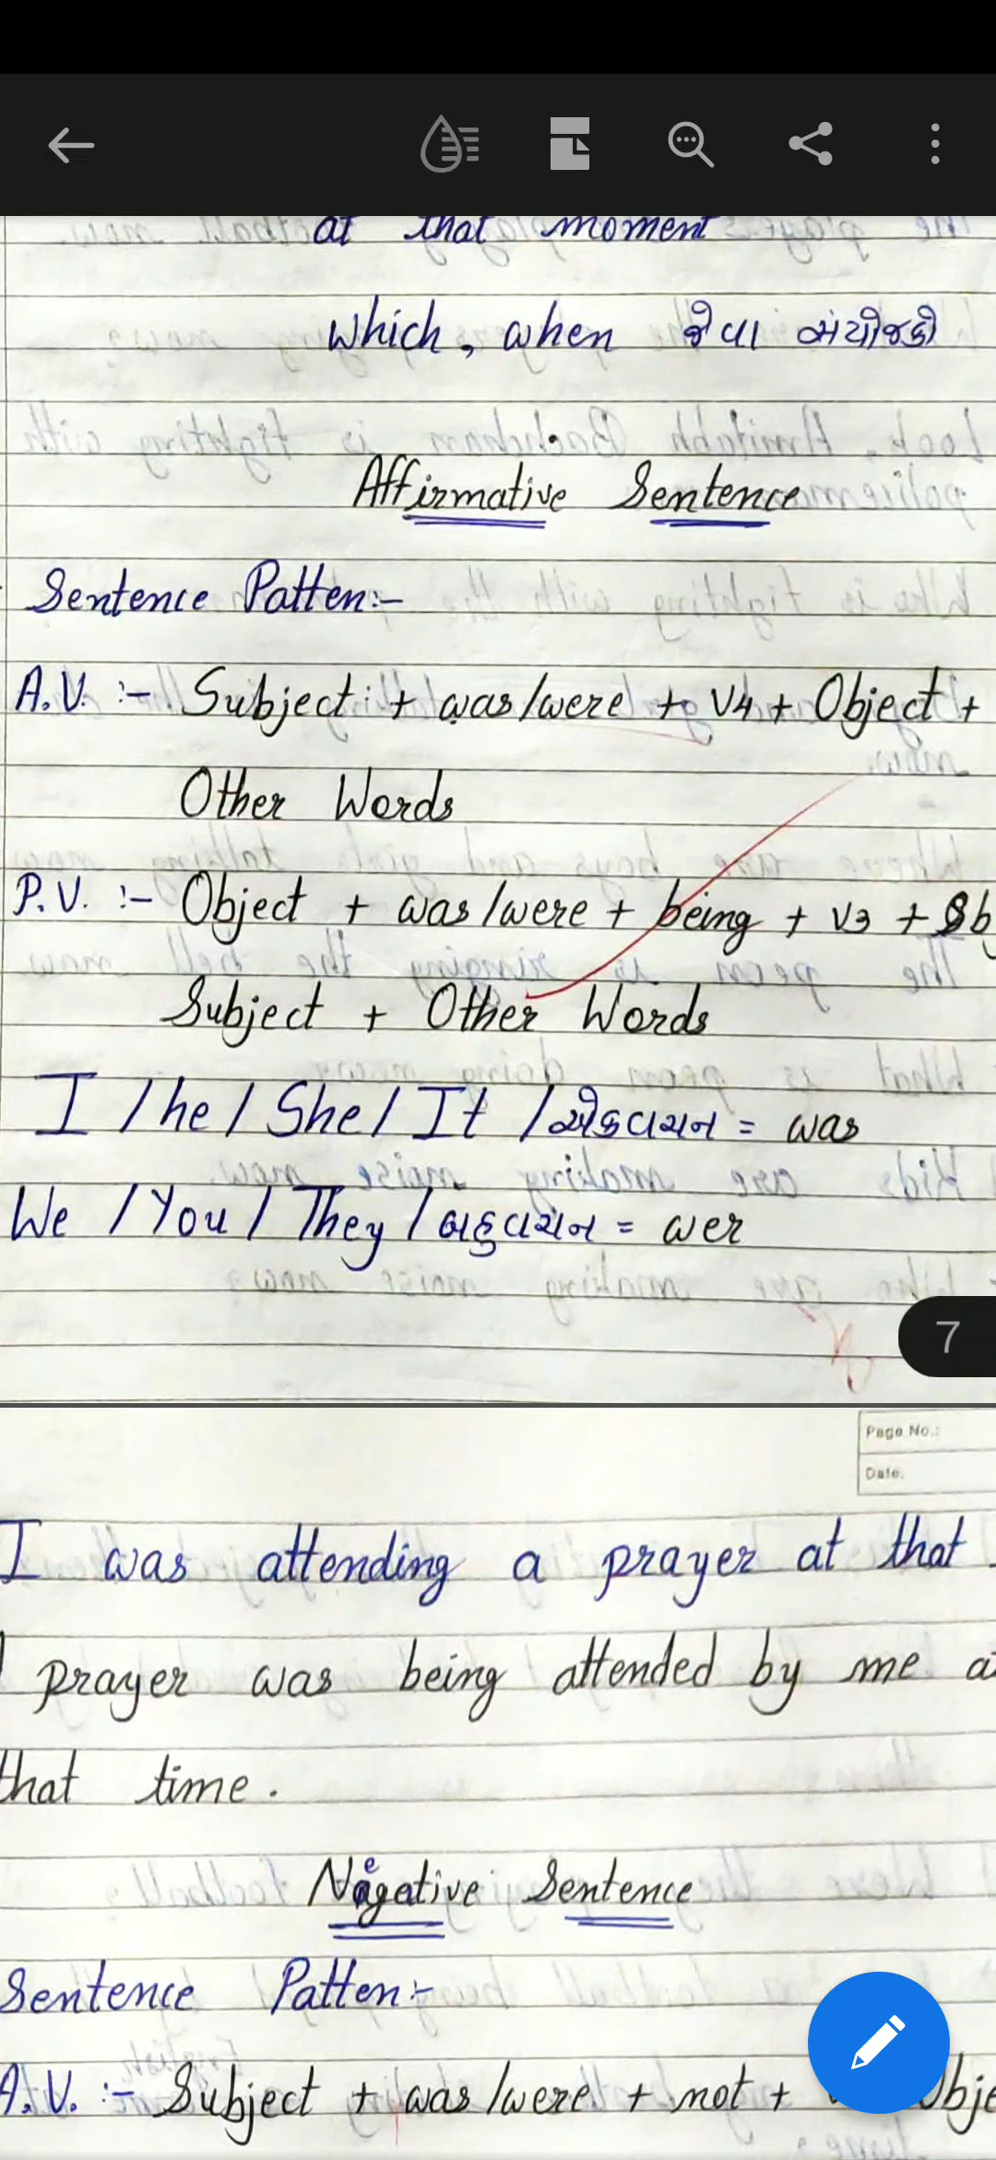 at that moment
which, when જેવા સંયોજકો
Affirmative Sentence
Sentence Patten:-
A.V. :- Subject + was/were + V4 + Object +
Other Words
P.V. :- Object + was/were + being + V3 +
Subject + Other Words
I /he/ She/ It /એકવચન = was
We /You/ They /બહુવચન = wer
7
Page No.:
Date:
I was attending a prayer at that
prayer was being attended by me a
that time.
Negative Sentence
Sentence Patten:-
A.V. :- Subject + was/were + not + Obje